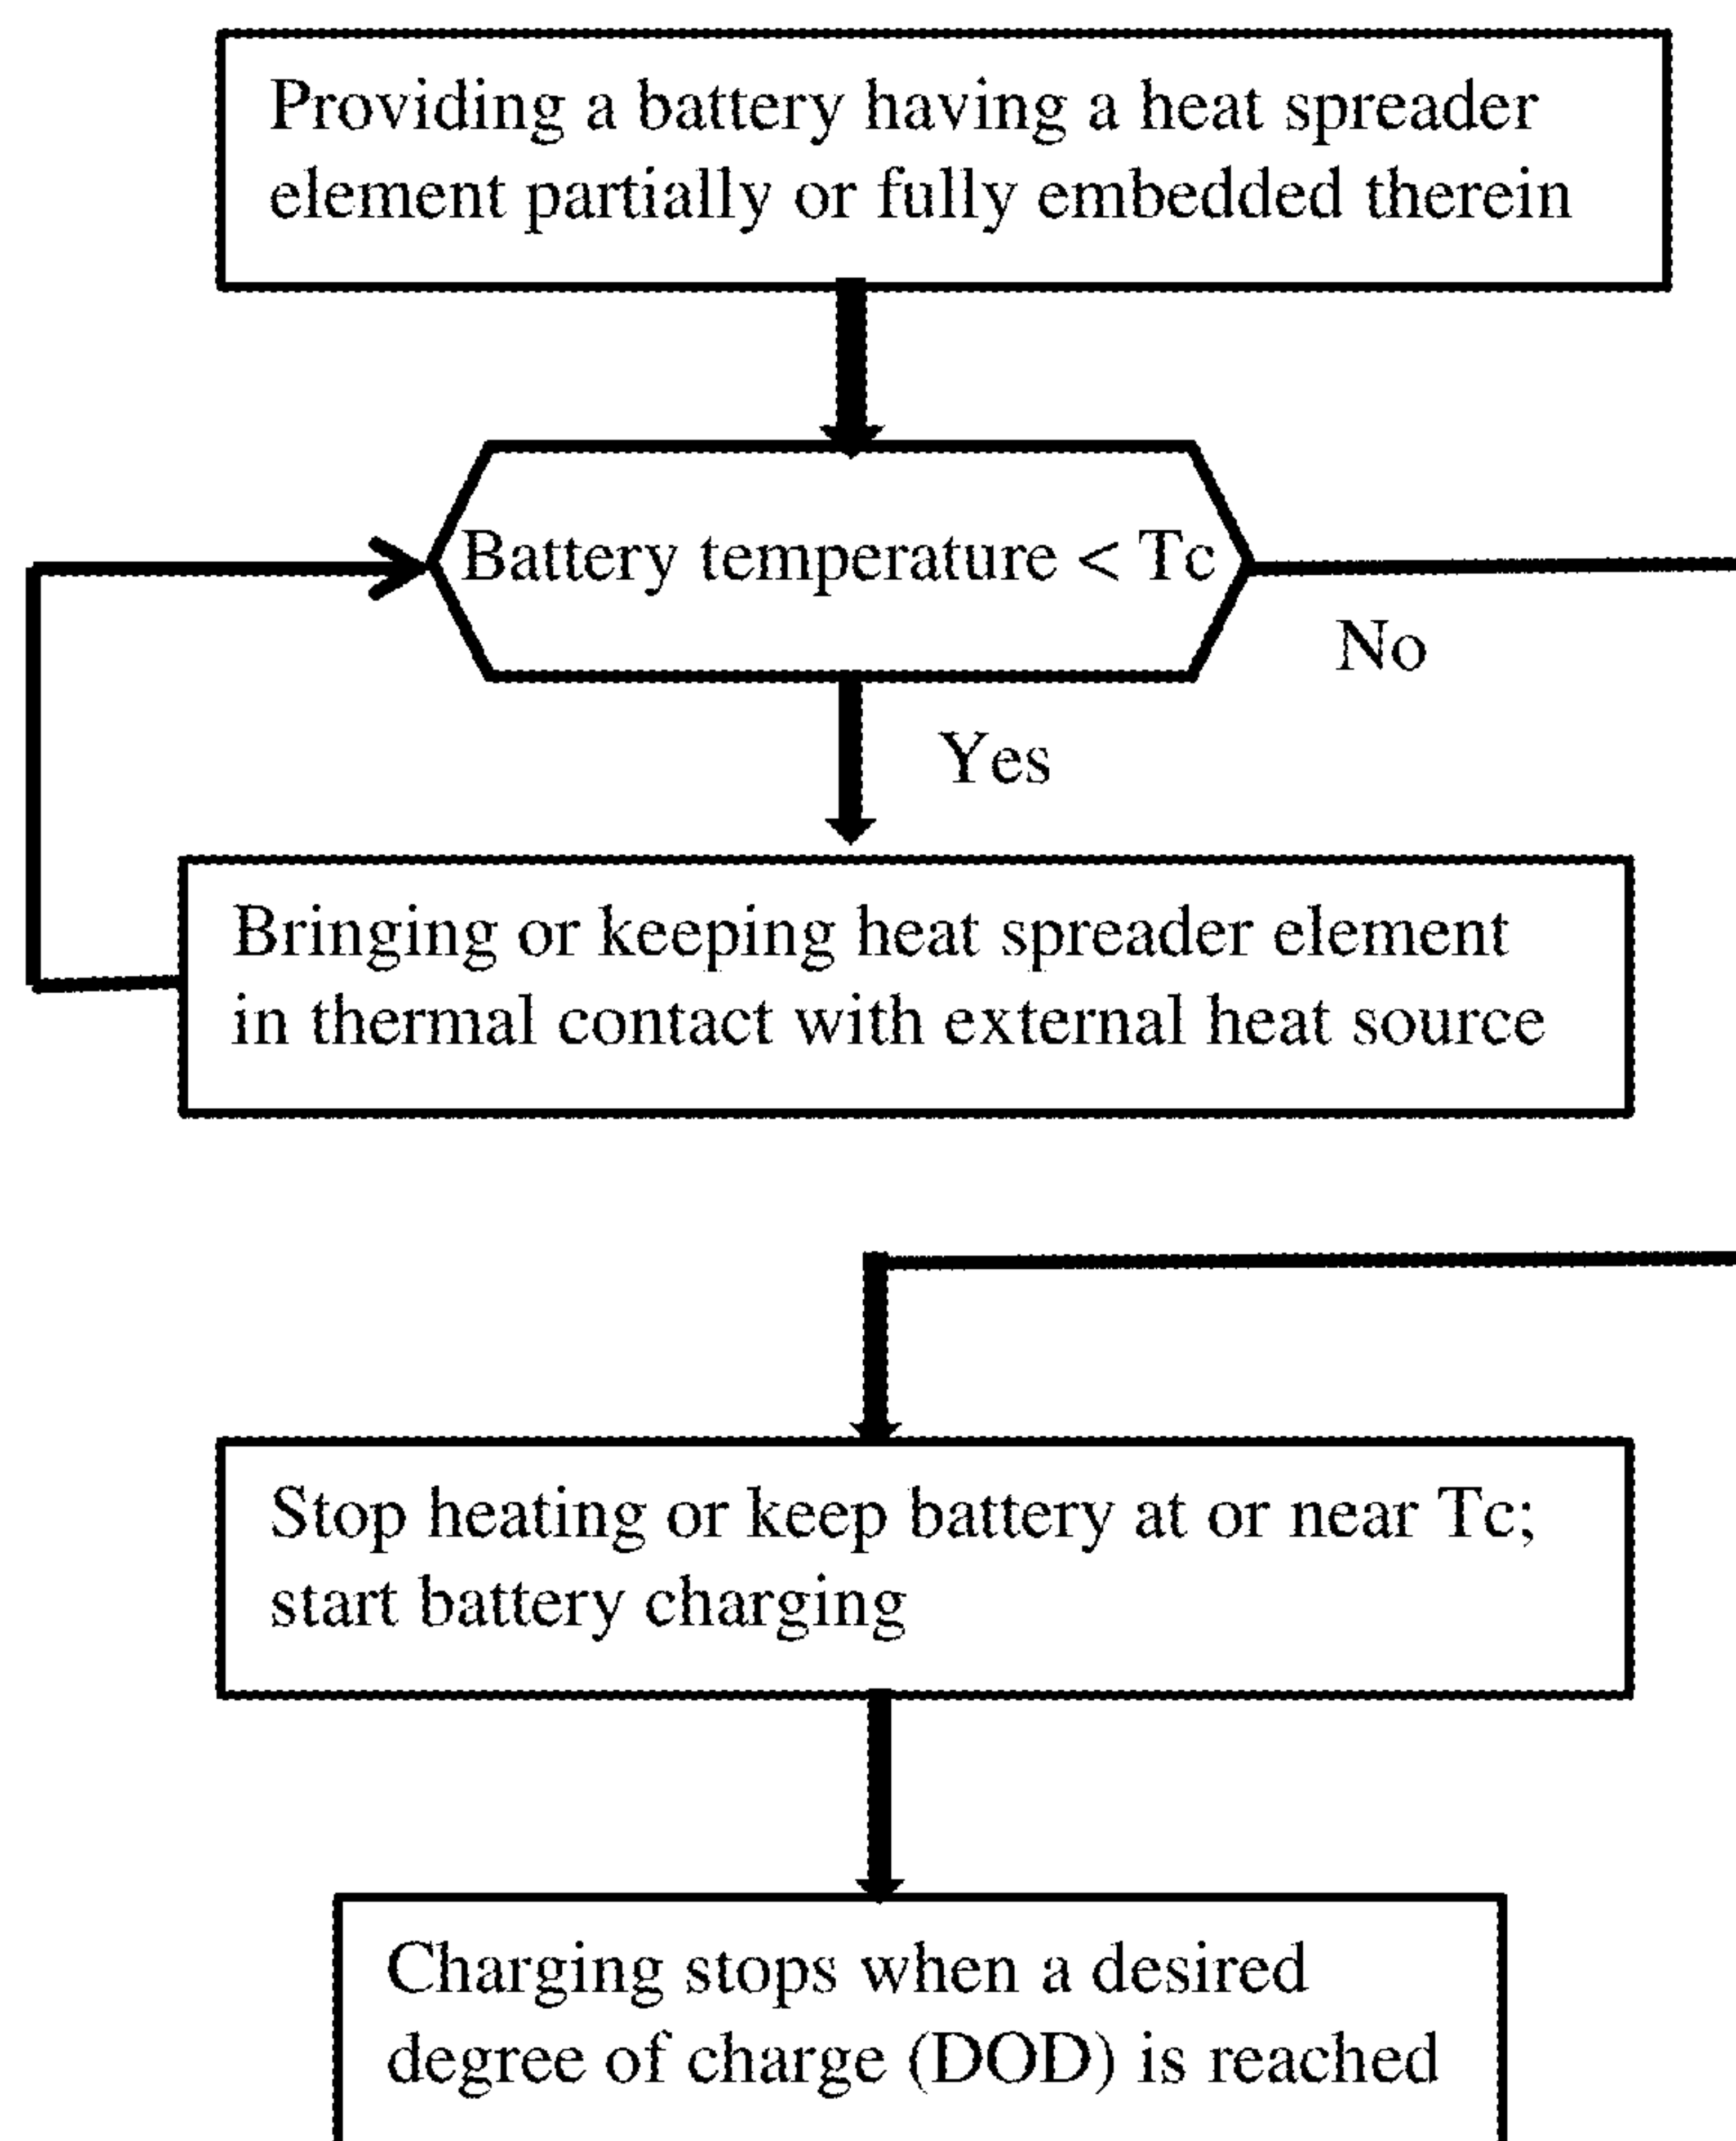 Providing a battery having a heat spreader
element partially or fully embedded therein
Battery temperature < Tc
No
Yes
Bringing or keeping heat spreader element
in thermal contact with external heat source
Stop heating or keep battery at or near Tc;
start battery charging
Charging stops when a desired
degree of charge (DOD) is reached